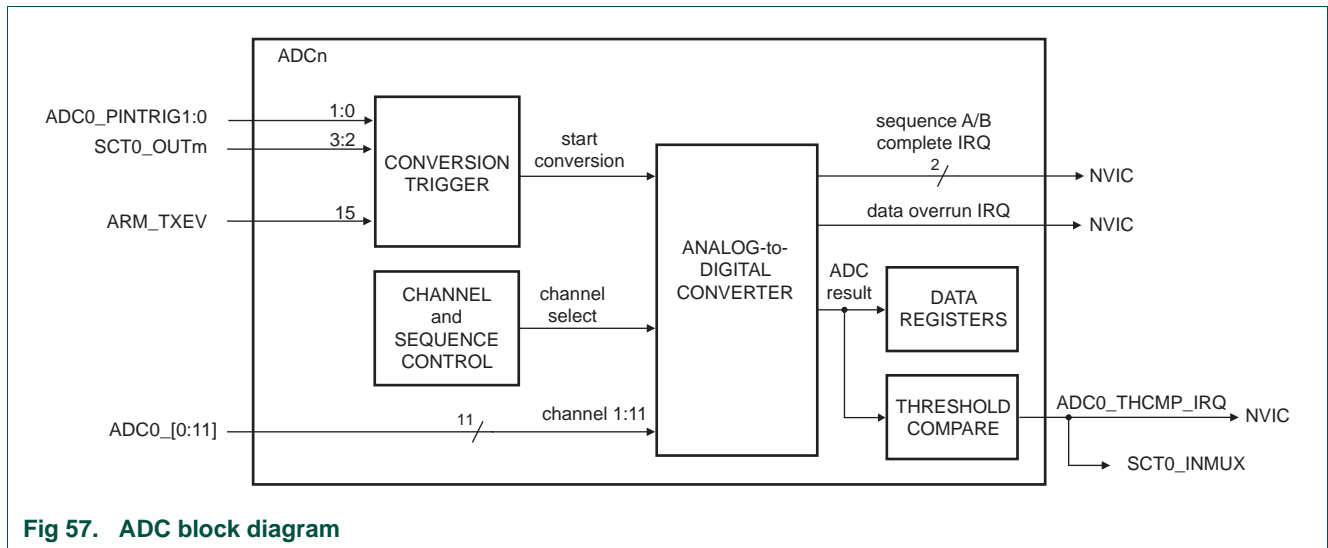 ADCn
ADC0_PINTRIG1:0
1:0
SCT0_OUTm
3:2
ARM_TXEV
15
CONVERSION
TRIGGER
start
conversion
CHANNEL
and
SEQUENCE
CONTROL
channel
select
ADC0_[0:11]
11
channel 1:11
ANALOG-to-
DIGITAL
CONVERTER
sequence A/B
complete IRQ
2
NVIC
data overrun IRQ
NVIC
ADC
result
DATA
REGISTERS
THRESHOLD
COMPARE
ADC0_THCMP_IRQ
NVIC
SCT0_INMUX
Fig 57. ADC block diagram